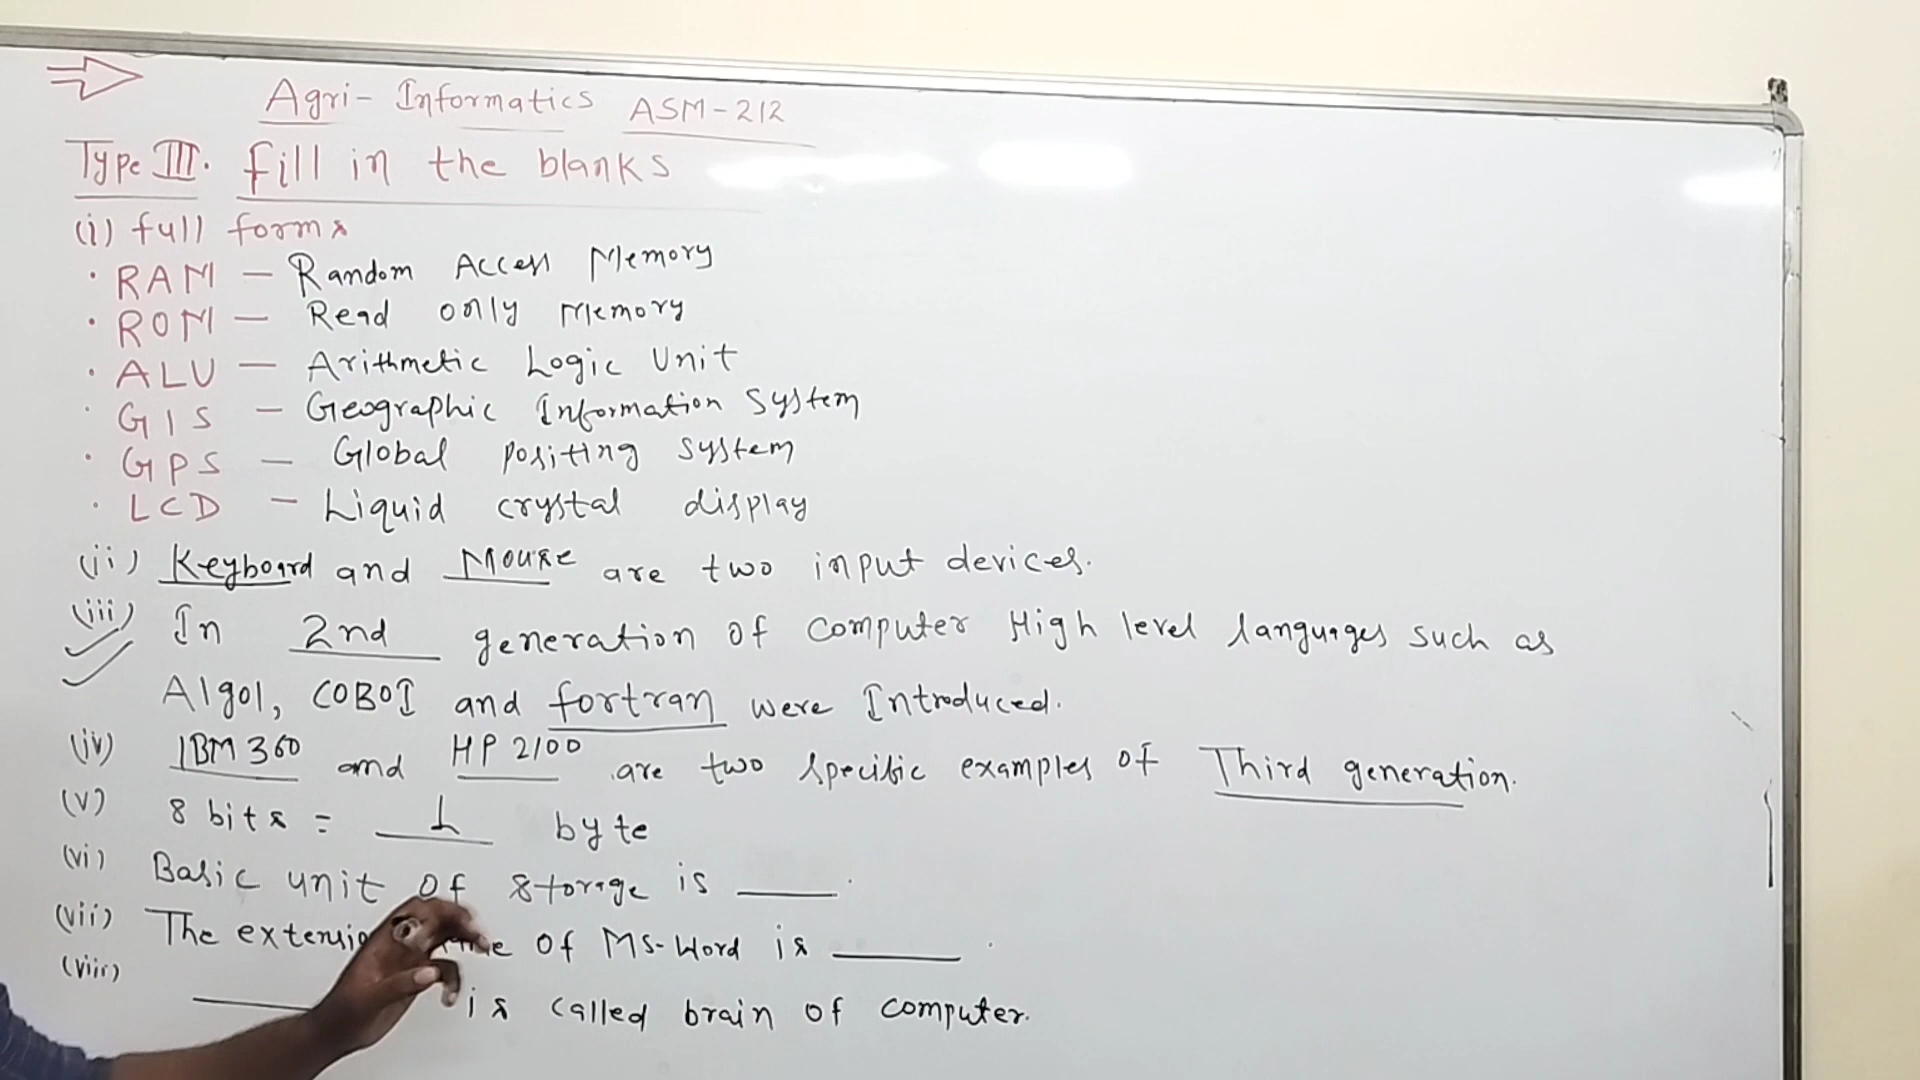 Agri- Informatics ASM-212
Type III. fill in the blanks
(i) full forms
· RAM — Random Access Memory
· ROM — Read only Memory
· ALU — Arithmetic Logic Unit
· GIS — Geographic Information System
· GPS — Global positing system
· LCD — Liquid crystal display
(ii) Keyboard and Mouse are two input devices.
(iii) In 2nd generation of computer High level languages such as
Algol, COBOl and fortran were Introduced.
(iv) IBM 360 and HP 2100 are two specific examples of Third generation.
(v) 8 bits = 1 byte
(vi) Basic unit of storage is ____.
(vii) The of MS-Word is ____.
(viii) ____ is called brain of computer.